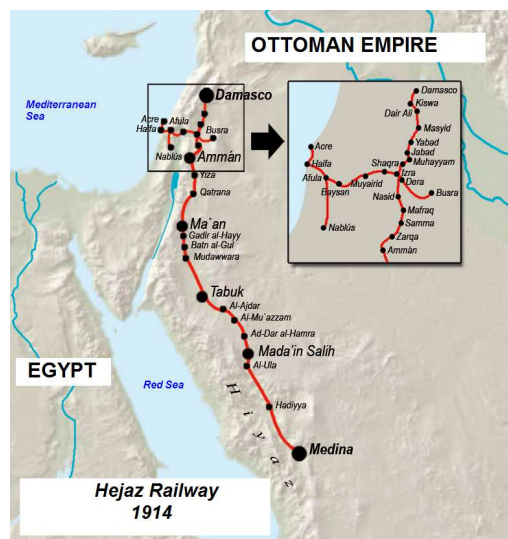 OTTOMAN EMPIRE
Mediterranean
Sea
Damasco
Acre
Afula
Haifa
Busra
Nablûs
Ammán
Yiza
Qatrana
Ma`an
Gadir al-Hayy
Batn al-Gul
Mudawwara
Tabuk
Al-Ajdar
Al-Mu`azzam
Ad-Dar al-Hamra
Mada'in Salih
Al-Ula
Hadiyya
Medina
EGYPT
Red Sea
Hiyaz
Damasco
Kiswa
Dair Ali
Masyid
Yabad
Jabad
Muhayyam
Shaqra
Izra
Dera
Acre
Haifa
Afula
Baysan
Muyairid
Busra
Nasid
Mafraq
Samma
Zarqa
Ammán
Nablûs
Hejaz Railway
1914